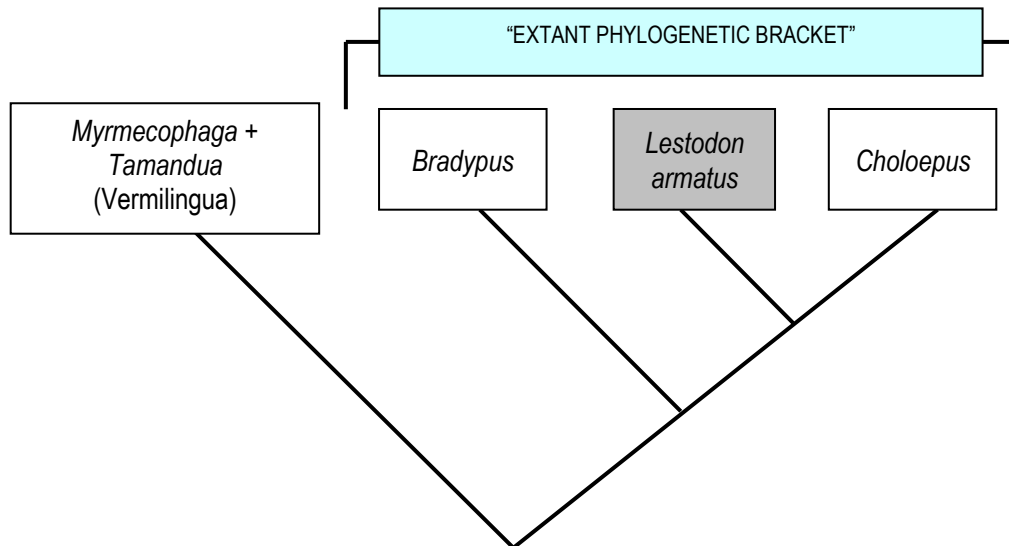 “EXTANT PHYLOGENETIC BRACKET”
Myrmecophaga +
Tamandua
(Vermilingua)
Bradypus
Lestodon
armatus
Choloepus